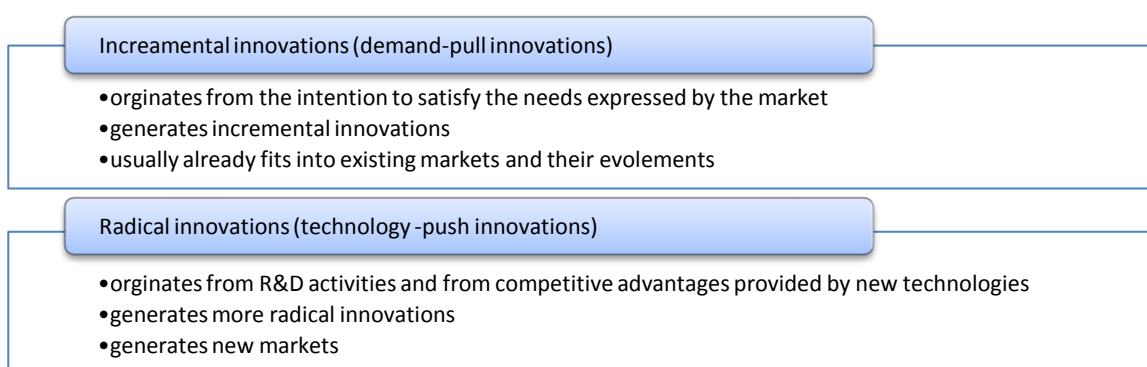 Increamental innovations (demand-pull innovations)
•orginates from the intention to satisfy the needs expressed by the market
•generates incremental innovations
•usually already fits into existing markets and their evolements
Radical innovations (technology -push innovations)
•orginates from R&D activities and from competitive advantages provided by new technologies
•generates more radical innovations
•generates new markets